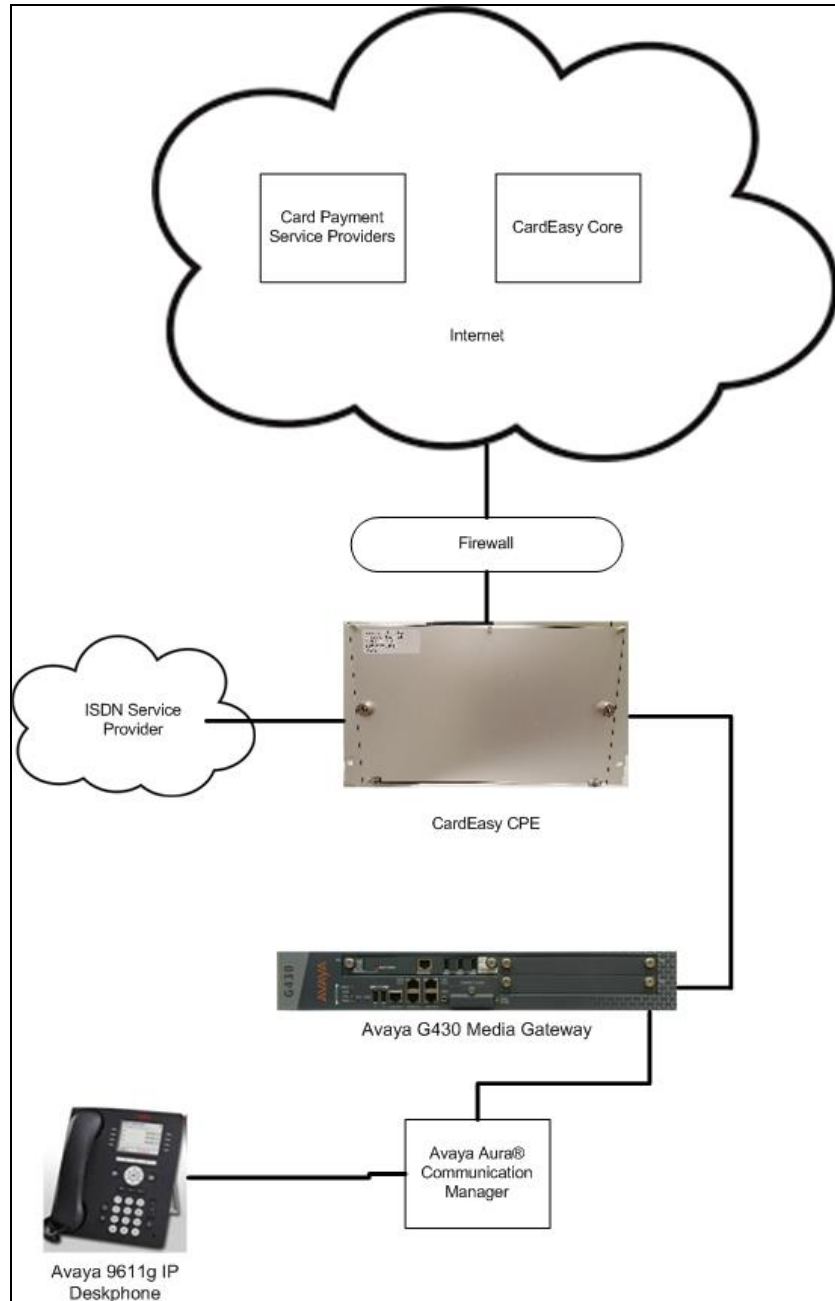 Card Payment
Service Providers
CardEasy Core
Internet
Firewall
ISDN Service
Provider
CardEasy CPE
G430
AVAYA
Avaya G430 Media Gateway
Avaya Aura®
Communication
Manager
Avaya 9611g IP
Deskphone